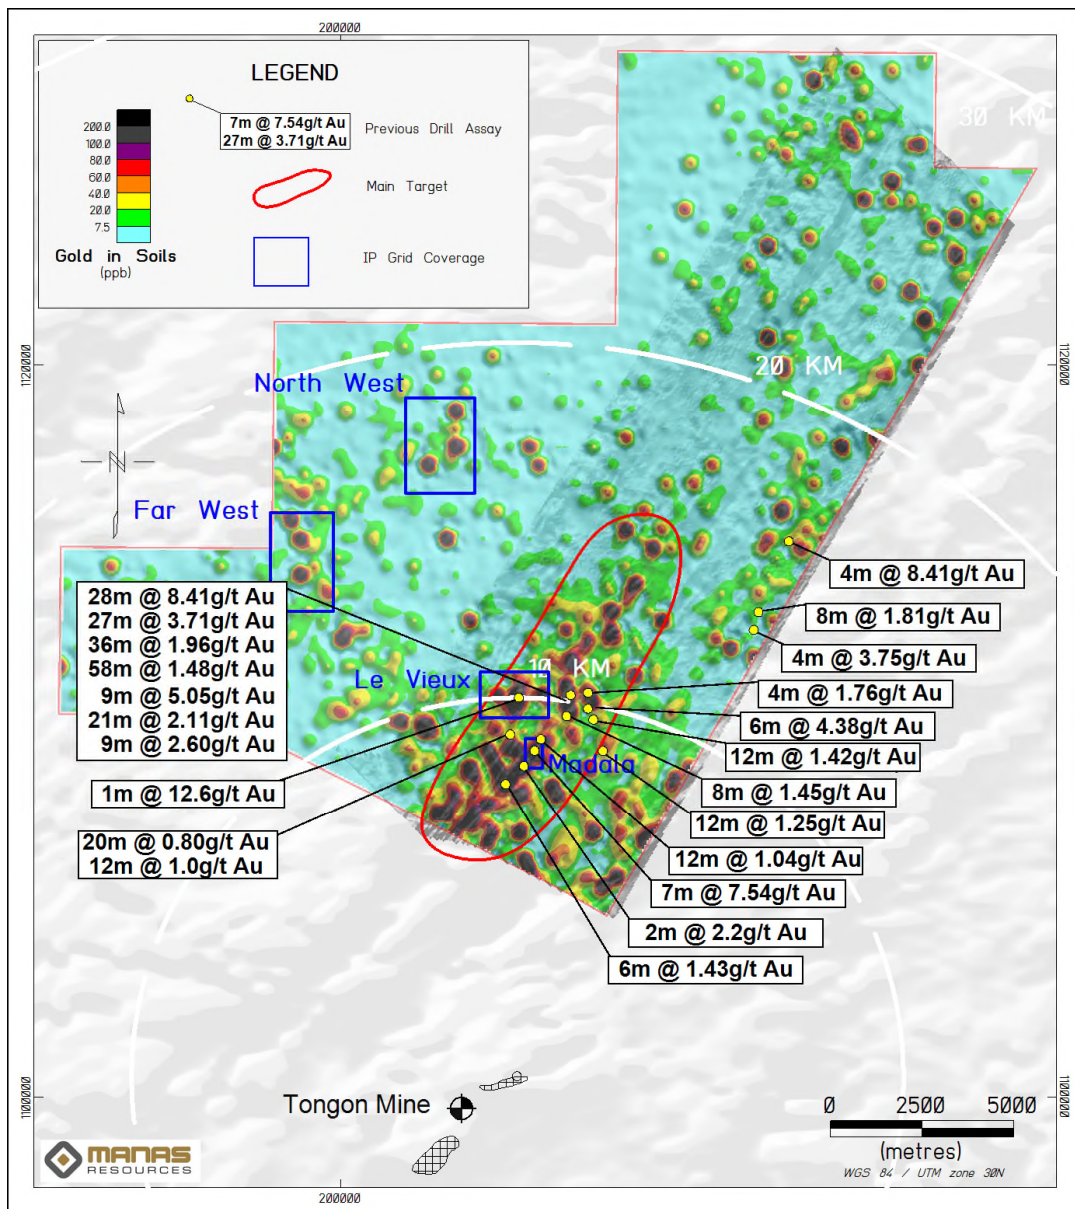 200000
LEGEND
200.0
100.0
80.0
60.0
40.0
20.0
7.5
Gold in Soils
(ppb)
7m @ 7.54g/t Au
27m @ 3.71g/t Au
Previous Drill Assay
Main Target
IP Grid Coverage
30 KM
1120000
1120000
20 KM
North West
Far West
N
28m @ 8.41g/t Au
27m @ 3.71g/t Au
36m @ 1.96g/t Au
58m @ 1.48g/t Au
9m @ 5.05g/t Au
21m @ 2.11g/t Au
9m @ 2.60g/t Au
1m @ 12.6g/t Au
20m @ 0.80g/t Au
12m @ 1.0g/t Au
10 KM
Le Vieux
Madala
4m @ 8.41g/t Au
8m @ 1.81g/t Au
4m @ 3.75g/t Au
4m @ 1.76g/t Au
6m @ 4.38g/t Au
12m @ 1.42g/t Au
8m @ 1.45g/t Au
12m @ 1.25g/t Au
12m @ 1.04g/t Au
7m @ 7.54g/t Au
2m @ 2.2g/t Au
6m @ 1.43g/t Au
1100000
1100000
Tongon Mine
0 2500 5000
(metres)
WGS 84 / UTM zone 30N
MANAS
RESOURCES
200000